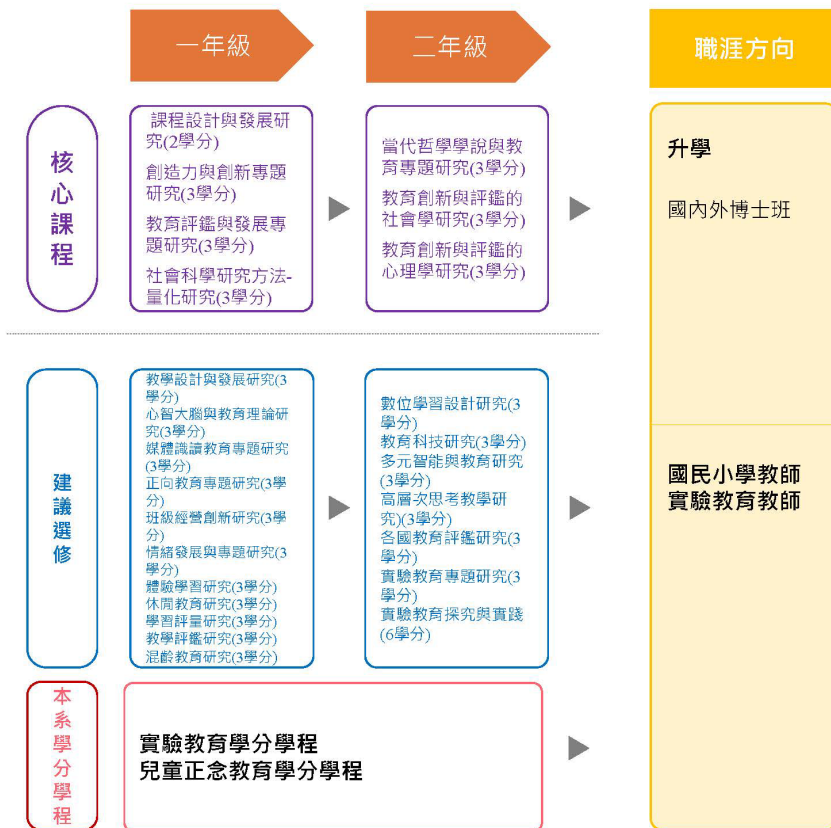 一年級
二年級
職涯方向
核心課程
課程設計與發展研
究(2學分)
創造力與創新專題
研究(3學分)
教育評鑑與發展專
題研究(3學分)
社會科學研究方法-
量化研究(3學分)
當代哲學學說與教
育專題研究(3學分)
教育創新與評鑑的
社會學研究(3學分)
教育創新與評鑑的
心理學研究(3學分)
升學
國內外博士班
建議選修
教學設計與發展研究(3
學分)
心智大腦與教育理論研
究(3學分)
媒體識讀教育專題研究
(3學分)
正向教育專題研究(3學
分)
班級經營創新研究(3學
分)
情緒發展與專題研究(3
學分)
體驗學習研究(3學分)
休閒教育研究(3學分)
學習評量研究(3學分)
教學評鑑研究(3學分)
混齡教育研究(3學分)
數位學習設計研究(3
學分)
教育科技研究(3學分)
多元智能與教育研究
(3學分)
高層次思考教學研
究)(3學分)
各國教育評鑑研究(3
學分)
實驗教育專題研究(3
學分)
實驗教育探究與實踐
(6學分)
國民小學教師
實驗教育教師
本系學分學程
實驗教育學分學程
兒童正念教育學分學程